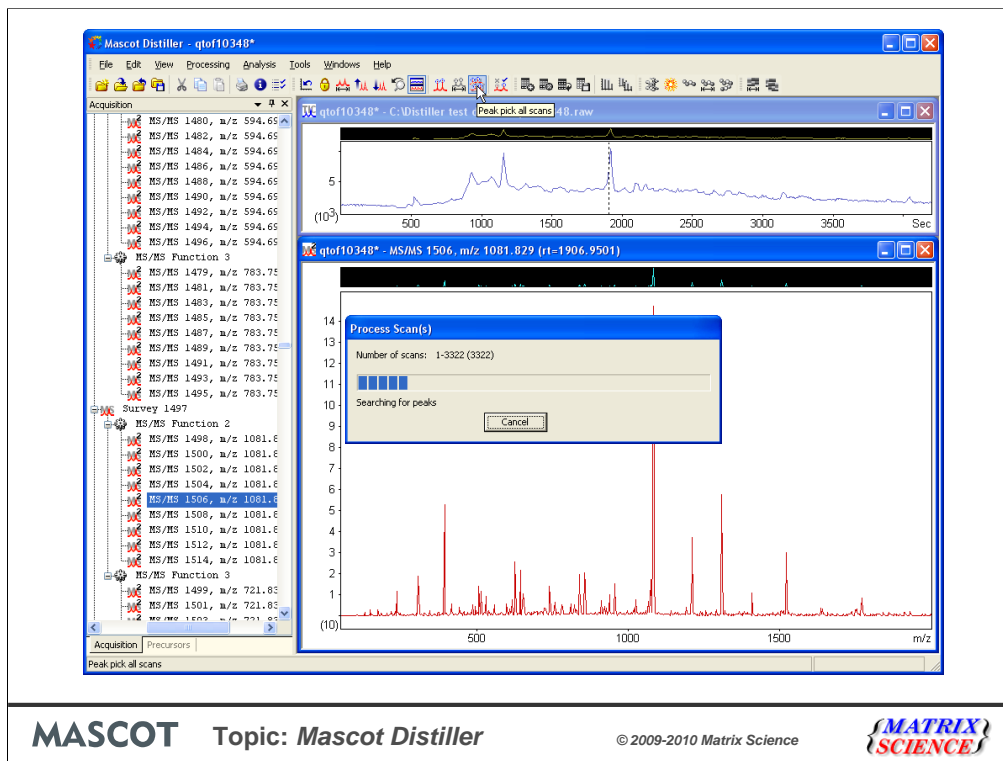 Mascot Distiller - qtof10348*
File Edit View Processing Analysis Tools Windows Help
Acquisition
Peak pick all scans
MS/MS 1480, m/z 594.69
MS/MS 1482, m/z 594.69
MS/MS 1484, m/z 594.69
MS/MS 1486, m/z 594.69
MS/MS 1488, m/z 594.69
MS/MS 1490, m/z 594.69
MS/MS 1492, m/z 594.69
MS/MS 1494, m/z 594.69
MS/MS 1496, m/z 594.69
MS/MS Function 3
MS/MS 1479, m/z 783.75
MS/MS 1481, m/z 783.75
MS/MS 1483, m/z 783.75
MS/MS 1485, m/z 783.75
MS/MS 1487, m/z 783.75
MS/MS 1489, m/z 783.75
MS/MS 1491, m/z 783.75
MS/MS 1493, m/z 783.75
MS/MS 1495, m/z 783.75
Survey 1497
MS/MS Function 2
MS/MS 1498, m/z 1081.8
MS/MS 1500, m/z 1081.8
MS/MS 1502, m/z 1081.8
MS/MS 1504, m/z 1081.8
MS/MS 1506, m/z 1081.8
MS/MS 1508, m/z 1081.8
MS/MS 1510, m/z 1081.8
MS/MS 1512, m/z 1081.8
MS/MS 1514, m/z 1081.8
MS/MS Function 3
MS/MS 1499, m/z 721.83
MS/MS 1501, m/z 721.83
Acquisition Precursors
Peak pick all scans
qtof10348* - C:\Distiller test 48.raw
5
(10³)
500 1000 1500 2000 2500 3000 3500 Sec
qtof10348* - MS/MS 1506, m/z 1081.829 (rt=1906.9501)
14
13
12
11
10
9
8
7
6
5
4
3
2
1
(10)
500 1000 1500 m/z
Process Scan(s)
Number of scans: 1-3322 (3322)
Searching for peaks
Cancel
MASCOT Topic: Mascot Distiller © 2009-2010 Matrix Science
{MATRIX
SCIENCE}